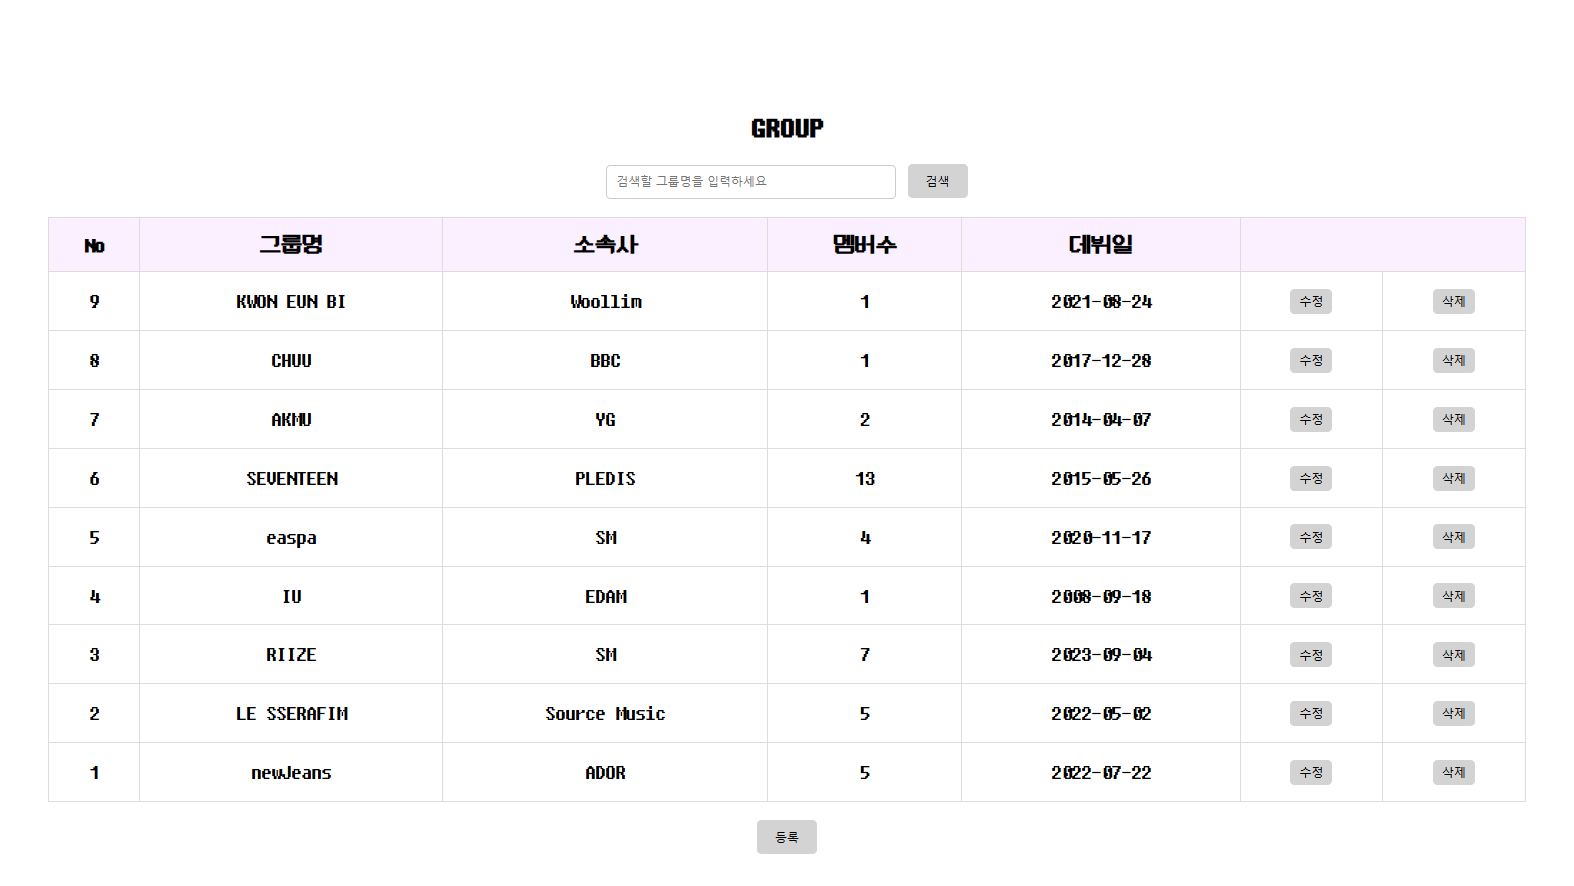 GROUP
검색할 그룹명을 입력하세요 검색
No 그룹명 소속사 멤버수 데뷔일
9 KWON EUN BI Woollim 1 2021-08-24 수정 삭제
8 CHUU BBC 1 2017-12-28 수정 삭제
7 AKMU YG 2 2014-04-07 수정 삭제
6 SEVENTEEN PLEDIS 13 2015-05-26 수정 삭제
5 easpa SM 4 2020-11-17 수정 삭제
4 IU EDAM 1 2008-09-18 수정 삭제
3 RIIZE SM 7 2023-09-04 수정 삭제
2 LE SSERAFIM Source Music 5 2022-05-02 수정 삭제
1 newJeans ADOR 5 2022-07-22 수정 삭제
등록